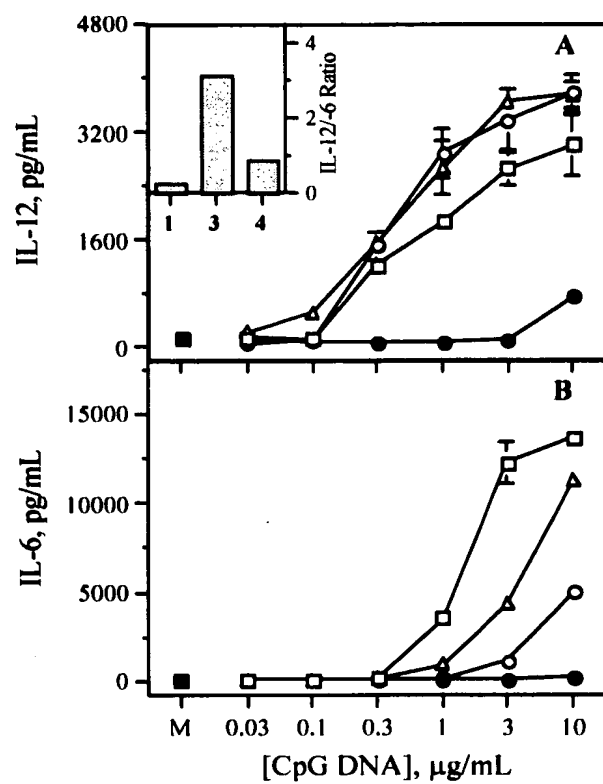 4800
3200
1600
0
IL-12, pg/mL
4
2
0
IL-12/-6 Ratio
1 3 4
A
15000
10000
5000
0
IL-6, pg/mL
B
M 0.03 0.1 0.3 1 3 10
[CpG DNA], µg/mL